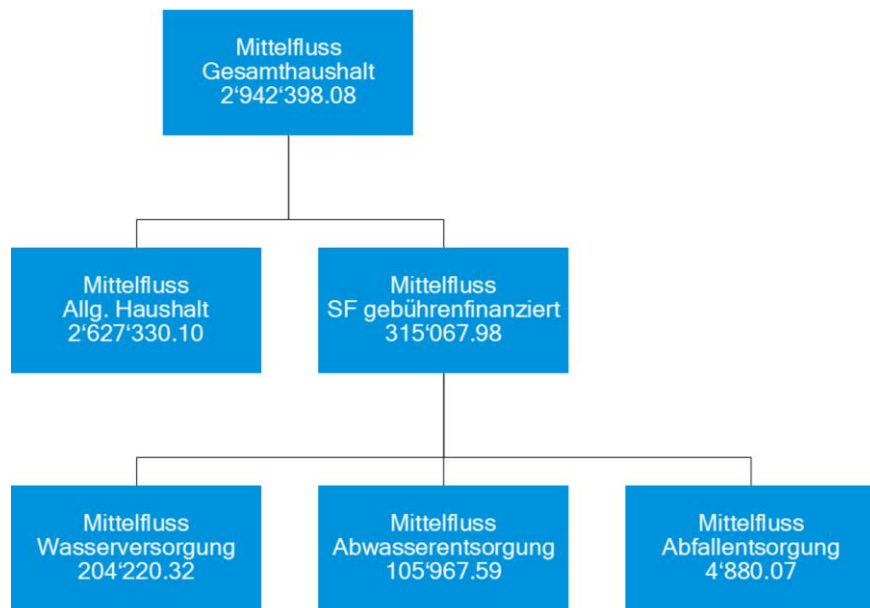 Mittelfluss
Gesamthaushalt
2‘942‘398.08
Mittelfluss
Allg. Haushalt
2‘627‘330.10
Mittelfluss
SF gebührenfinanziert
315‘067.98
Mittelfluss
Wasserversorgung
204‘220.32
Mittelfluss
Abwasserentsorgung
105‘967.59
Mittelfluss
Abfallentsorgung
4‘880.07